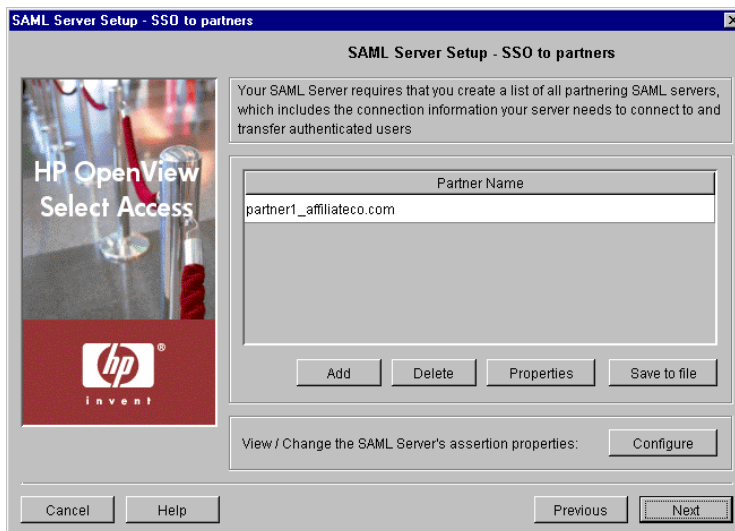 SAML Server Setup - SSO to partners
SAML Server Setup - SSO to partners
HP OpenView
Select Access
hp
®
invent
Your SAML Server requires that you create a list of all partnering SAML servers,
which includes the connection information your server needs to connect to and
transfer authenticated users
Partner Name
partner1_affiliateco.com
Add
Delete
Properties
Save to file
View / Change the SAML Server's assertion properties:
Configure
Cancel
Help
Previous
Next